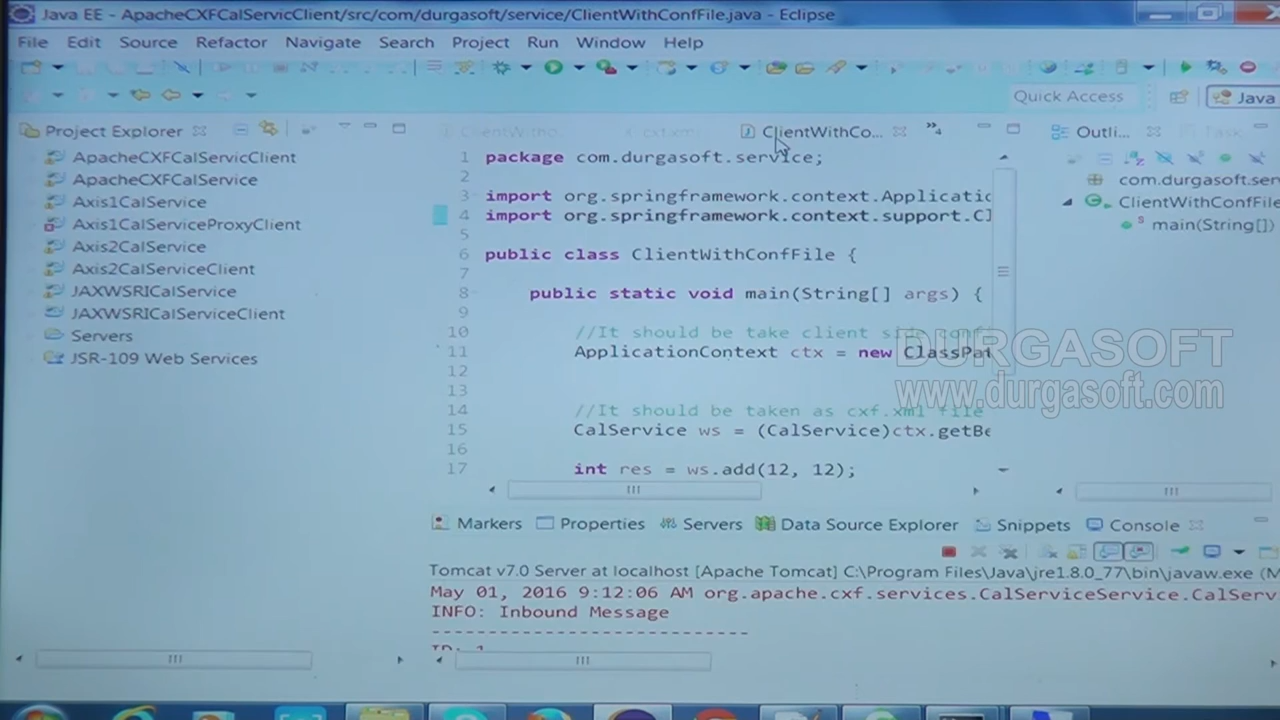 Java EE - ApacheCXFCalServicClient/src/com/durgasoft/service/ClientWithConfFile.java - Eclipse
File Edit Source Refactor Navigate Search Project Run Window Help
Quick Access
Java
Project Explorer
ClientWithCo...
4
Outli...
Task
ApacheCXFCalServicClient
ApacheCXFCalService
Axis1CalService
Axis1CalServiceProxyClient
Axis2CalService
Axis2CalServiceClient
JAXWSRICalService
JAXWSRICalServiceClient
Servers
JSR-109 Web Services
1 package com.durgasoft.service;
2
3 import org.springframework.context.Applicatio
4 import org.springframework.context.support.Cl
5
6 public class ClientWithConfFile {
7
8 public static void main(String[] args) {
9
10 //It should be take client side conf
11 ApplicationContext ctx = new ClassPat
12
13
14 //It should be taken as cxf.xml file
15 CalService ws = (CalService)ctx.getBe
16
17 int res = ws.add(12, 12);
com.durgasoft.ser
ClientWithConfFile
main(String[])
DURGASOFT
www.durgasoft.com
Markers Properties Servers Data Source Explorer Snippets Console
Tomcat v7.0 Server at localhost [Apache Tomcat] C:\Program Files\Java\jre1.8.0_77\bin\javaw.exe (M
May 01, 2016 9:12:06 AM org.apache.cxf.services.CalServiceService.CalServ
INFO: Inbound Message
----------------------------
ID: 1